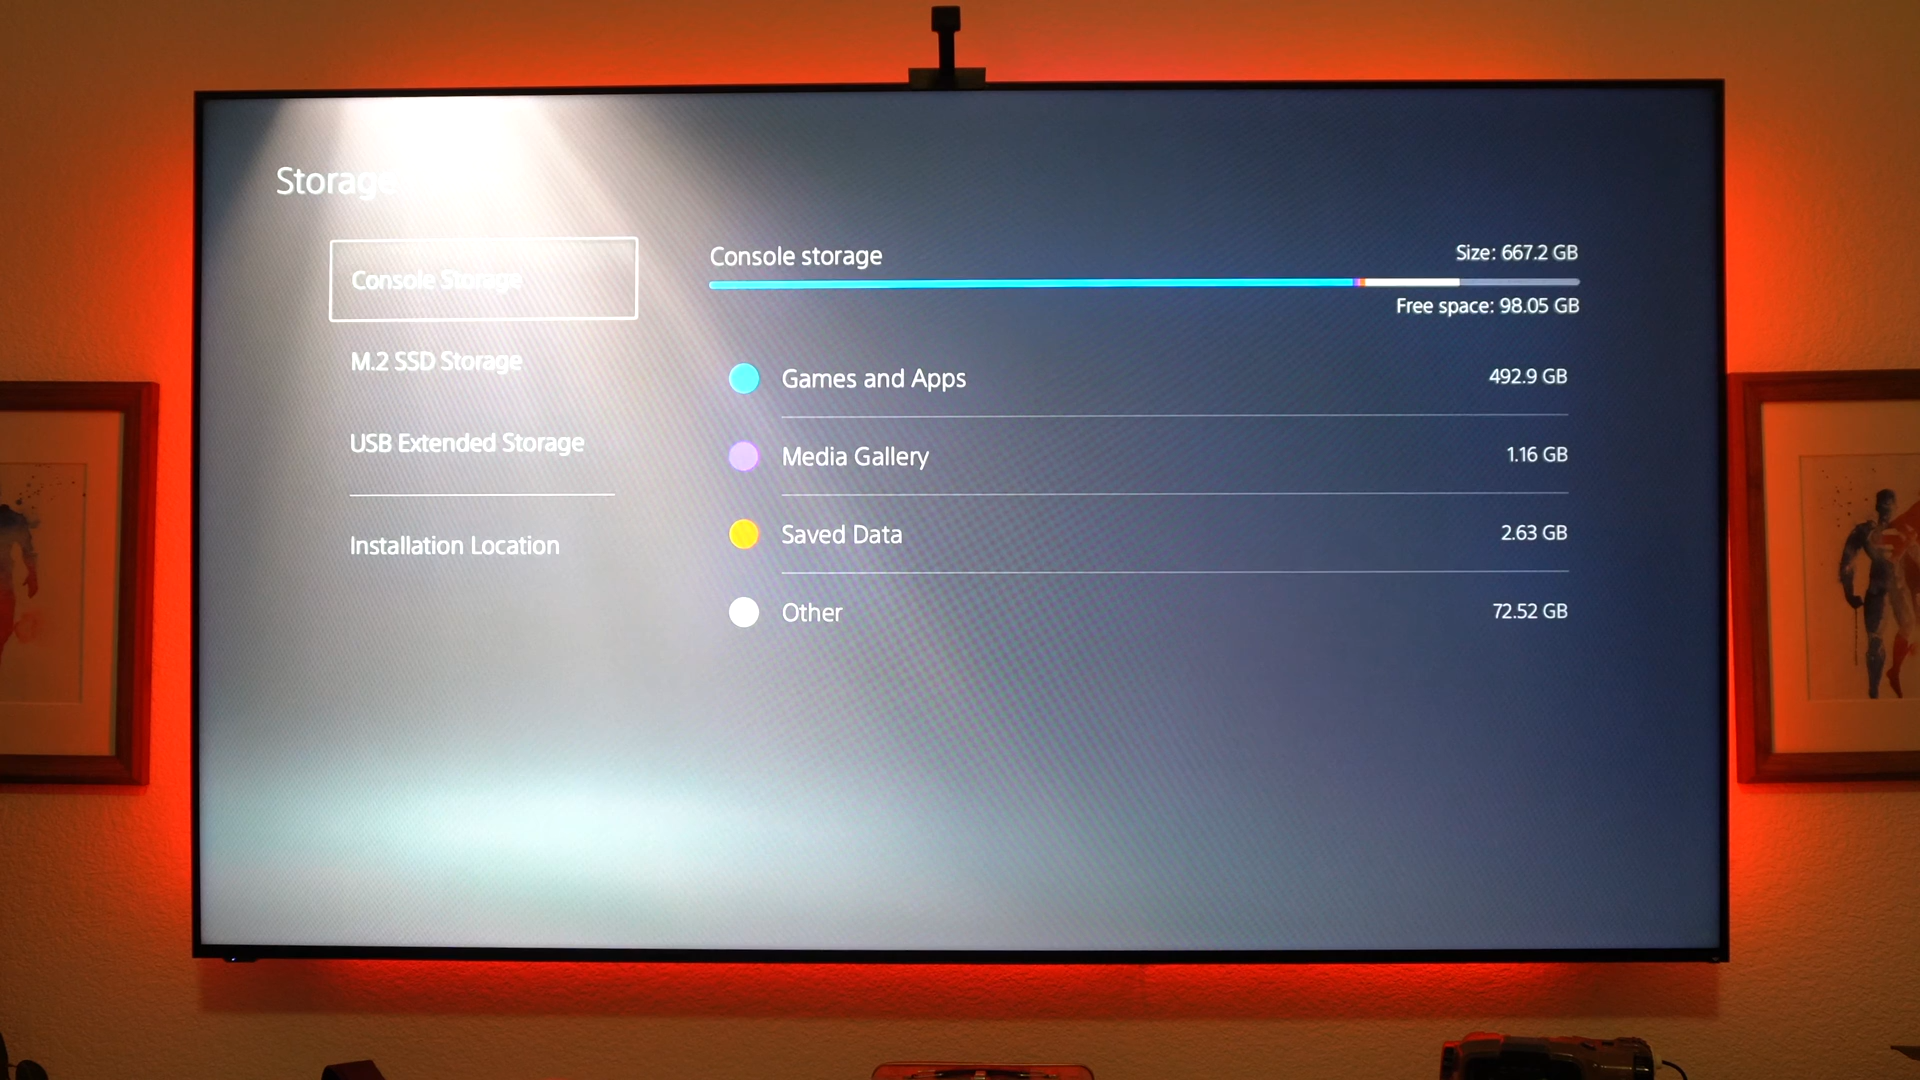 Storage
Console Storage
M.2 SSD Storage
USB Extended Storage
Installation Location
Console storage
Size: 667.2 GB
Free space: 98.05 GB
Games and Apps
492.9 GB
Media Gallery
1.16 GB
Saved Data
2.63 GB
Other
72.52 GB